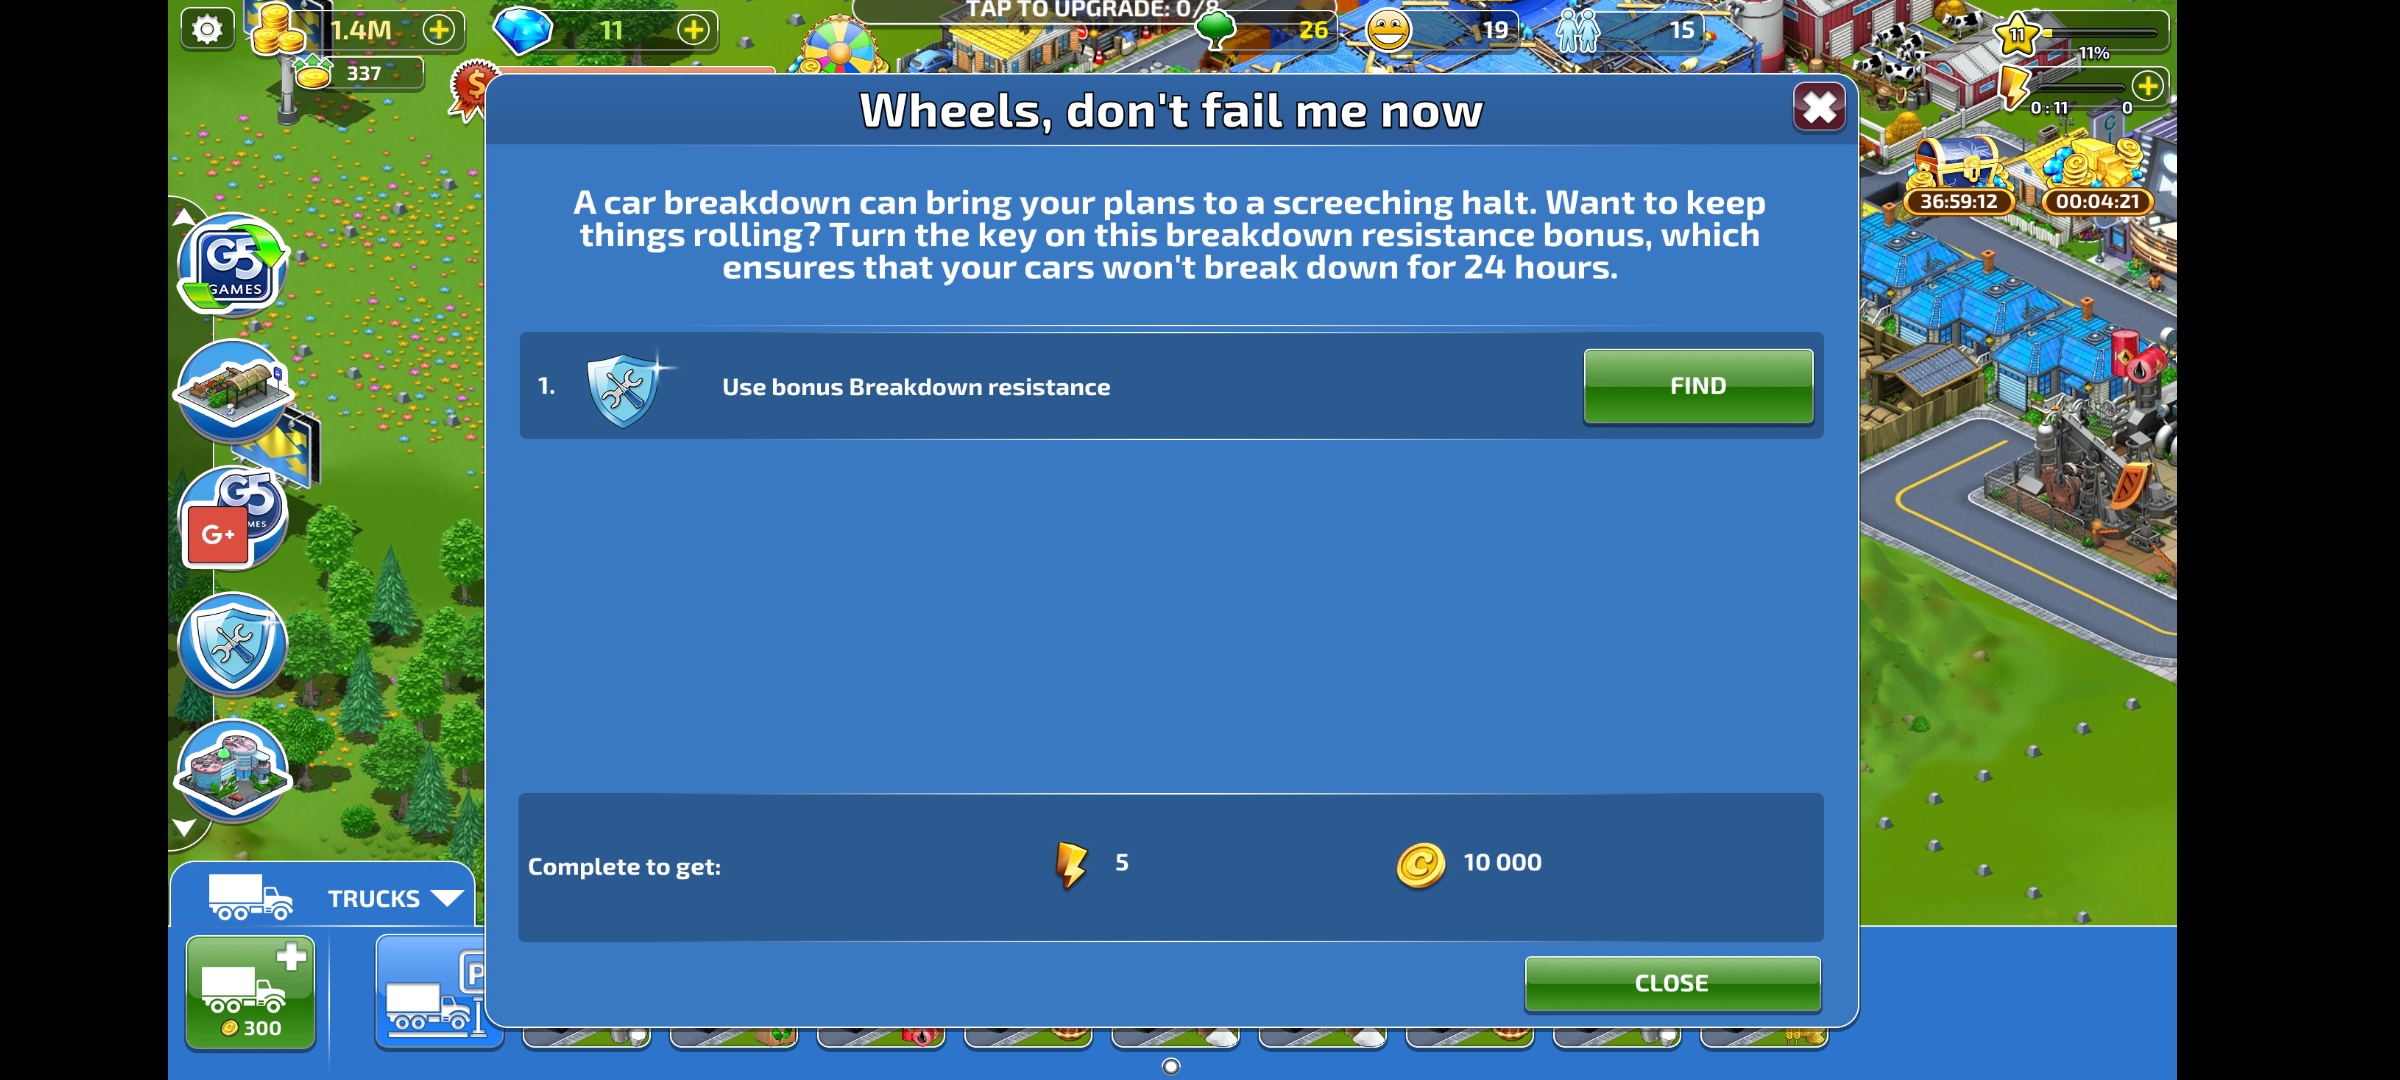 TAP TO UPGRADE: 0/8
1.4M
11
26
19
15
11
11%
337
0:11
0
Wheels, don't fail me now
A car breakdown can bring your plans to a screeching halt. Want to keep
things rolling? Turn the key on this breakdown resistance bonus, which
ensures that your cars won't break down for 24 hours.
36:59:12
00:04:21
G5
GAMES
1.
Use bonus Breakdown resistance
FIND
G5
MES
G+
Complete to get:
5
10 000
TRUCKS
CLOSE
P
300